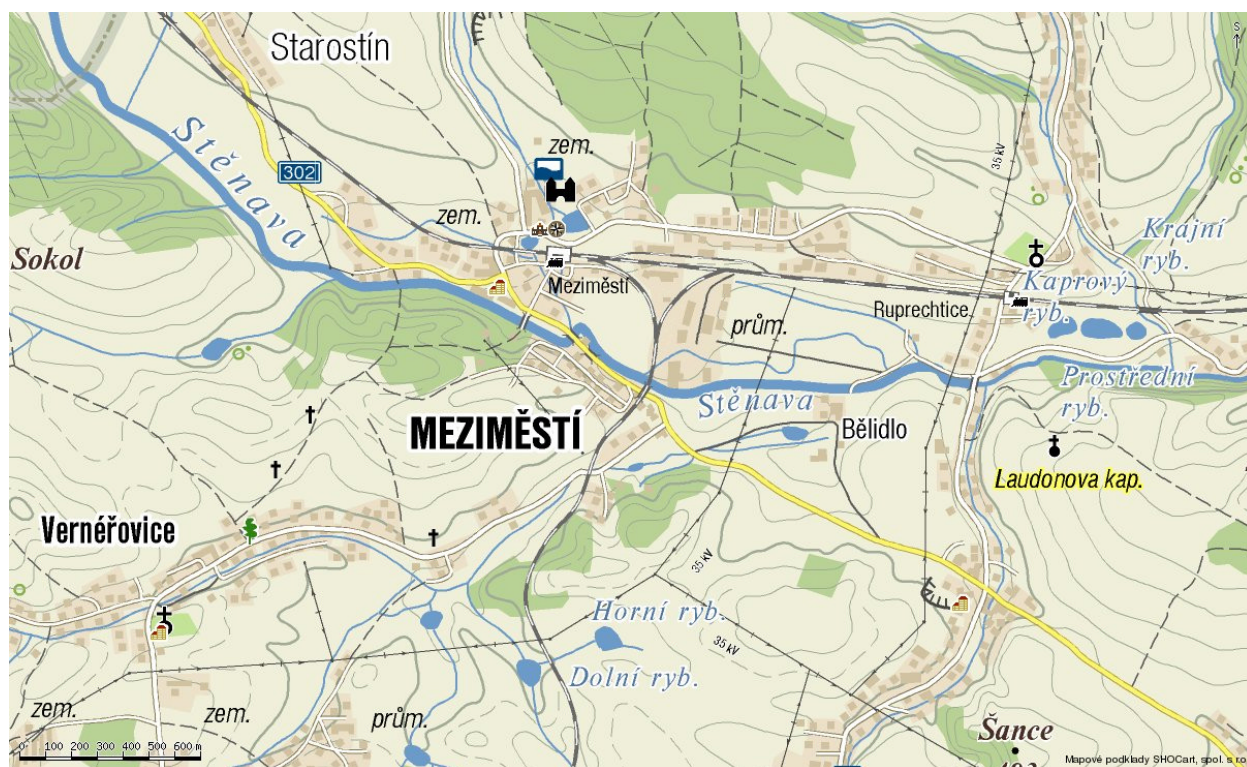 Starostín
S
Stěnava
302
zem.
zem.
35 kV
Sokol
Krajní
ryb.
Meziměstí
Kaprový
ryb.
Ruprechtice
prům.
Prostřední
ryb.
Stěnava
MEZIMĚSTÍ
Bělidlo
Laudonova kap.
Vernéřovice
35 kV
Horní ryb.
35 kV
Dolní ryb.
zem.
zem.
prům.
Šance
0 100 200 300 400 500 600 m
Mapové podklady SHOCart, spol. s r.o